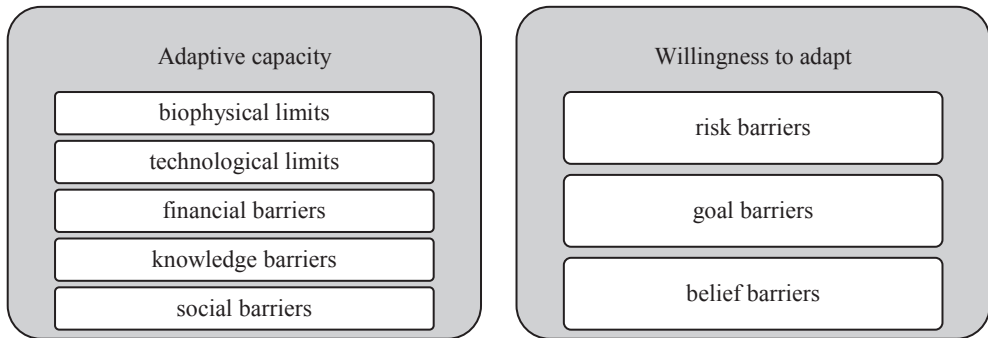 Adaptive capacity
biophysical limits
technological limits
financial barriers
knowledge barriers
social barriers
Willingness to adapt
risk barriers
goal barriers
belief barriers